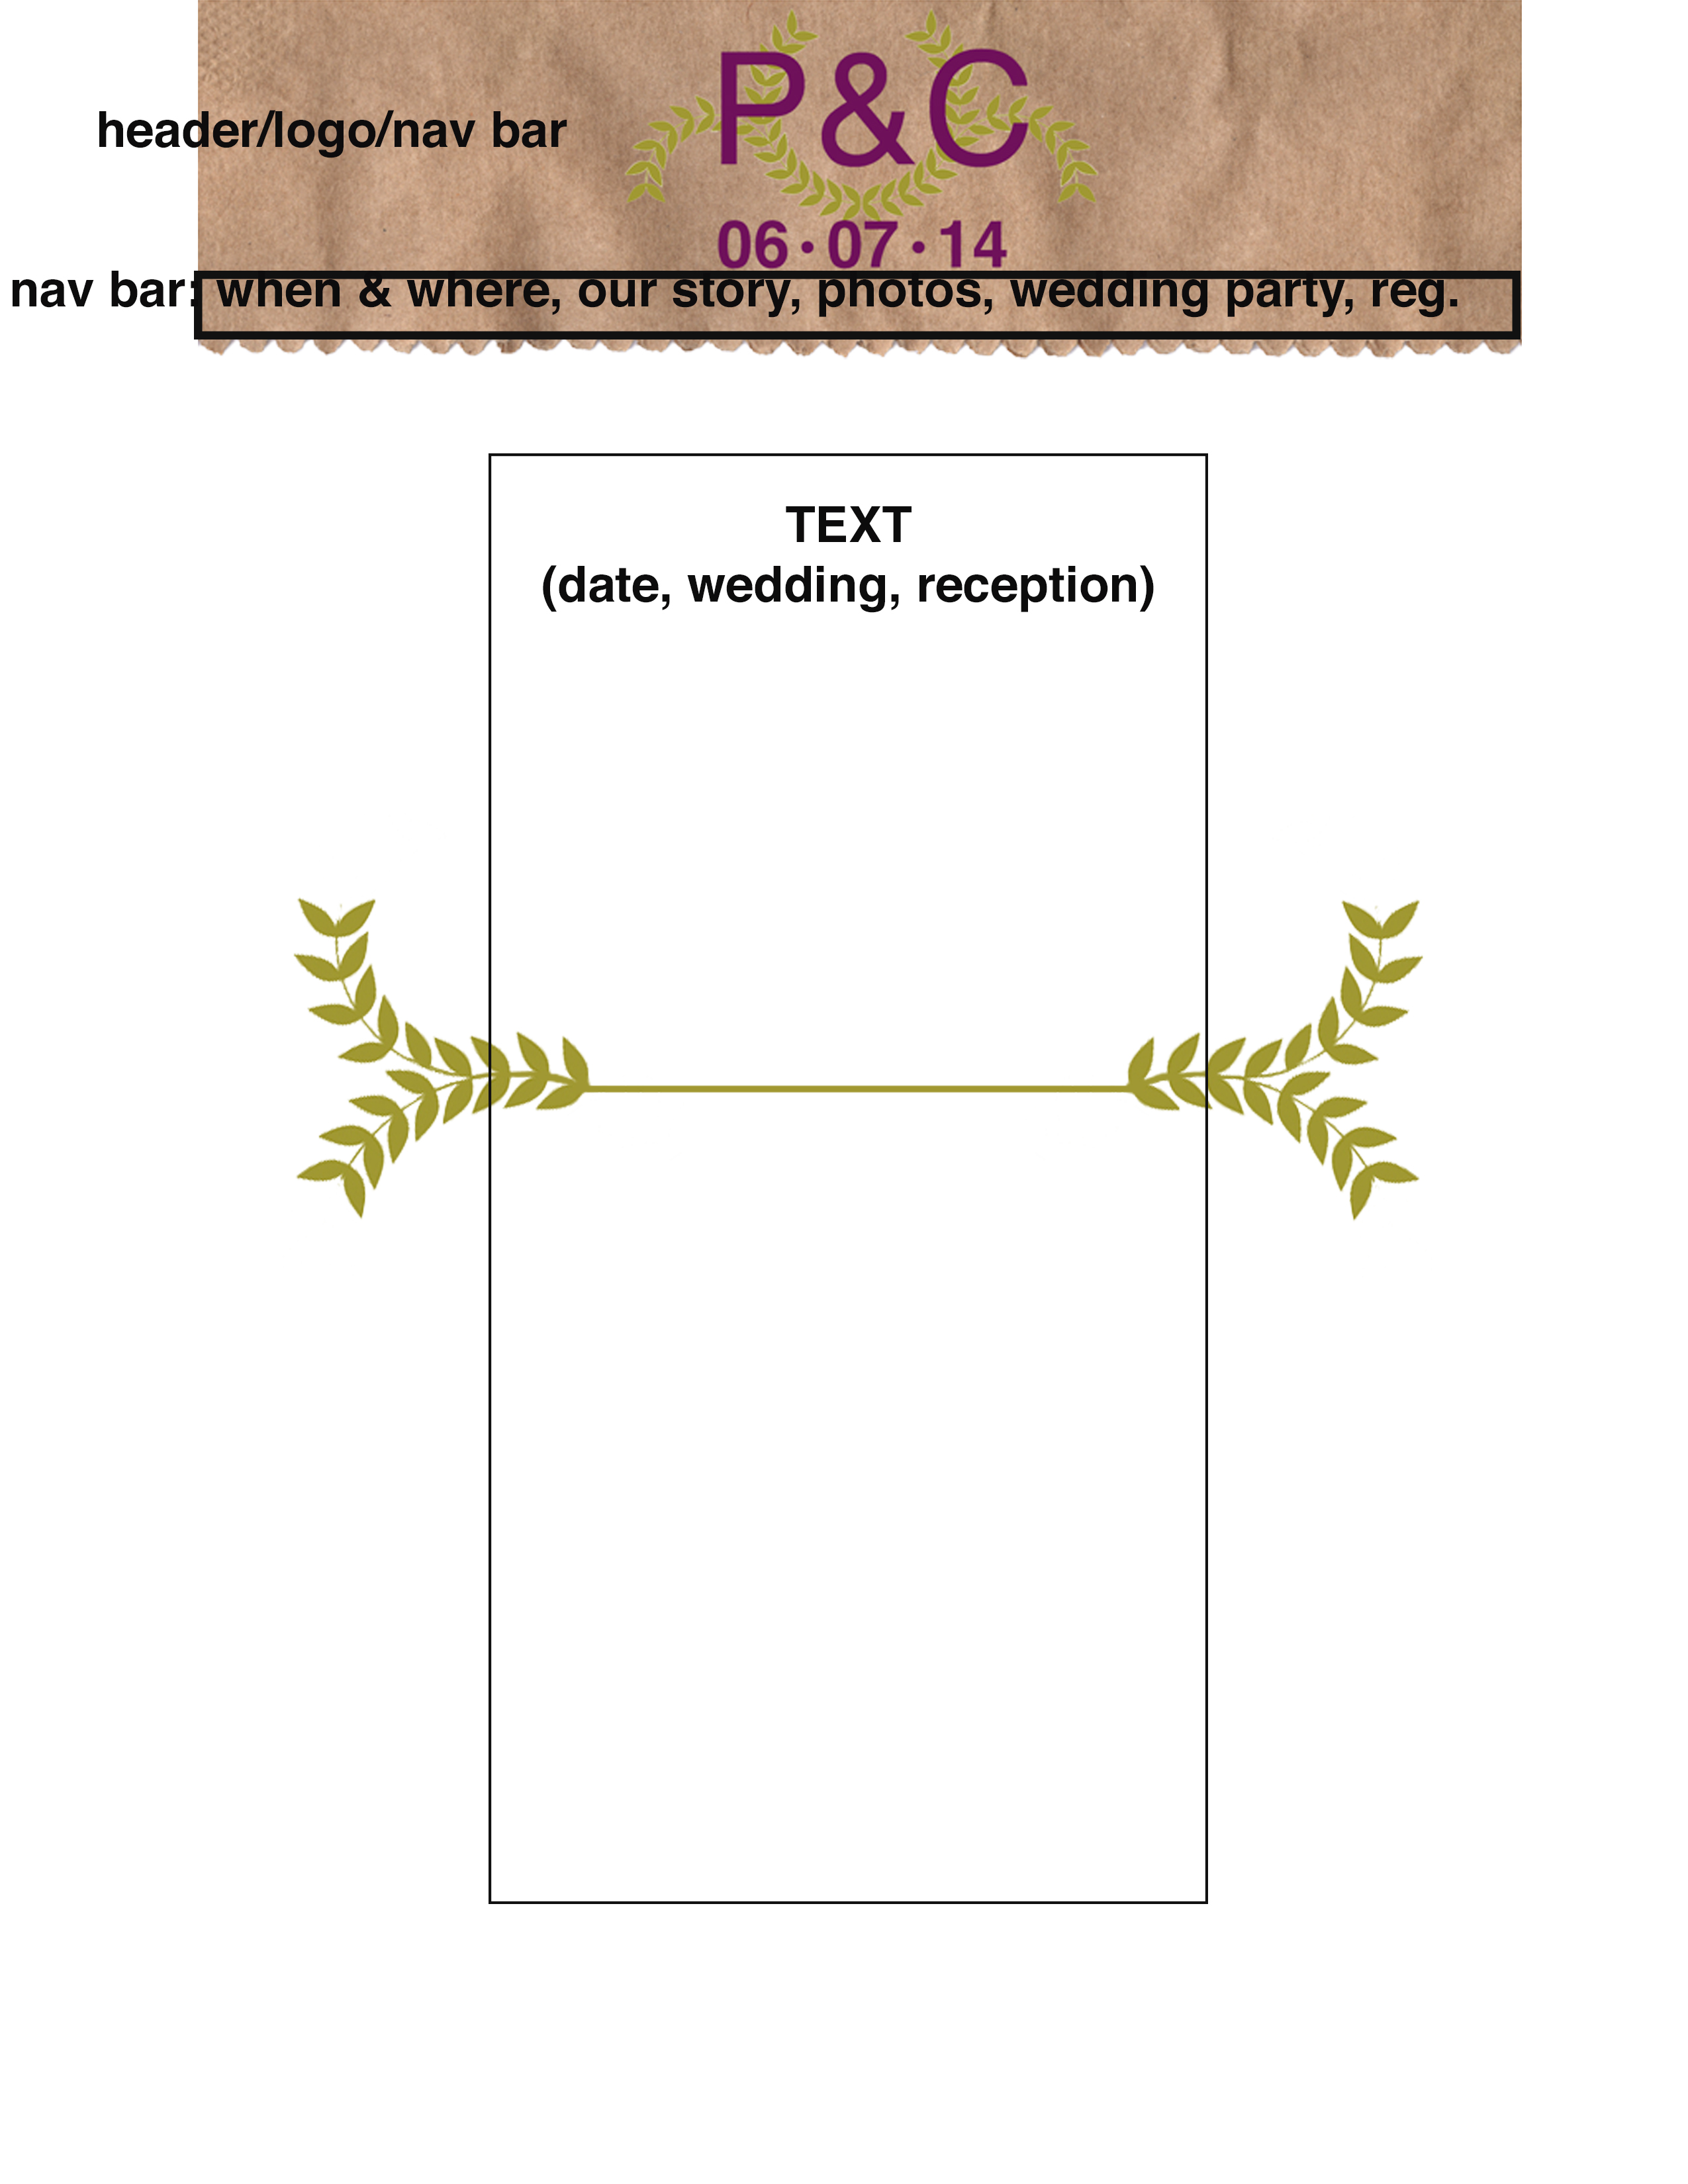 P&C
header/logo/nav bar
06·07·14
nav bar: when & where, our story, photos, wedding party, reg.
TEXT
(date, wedding, reception)